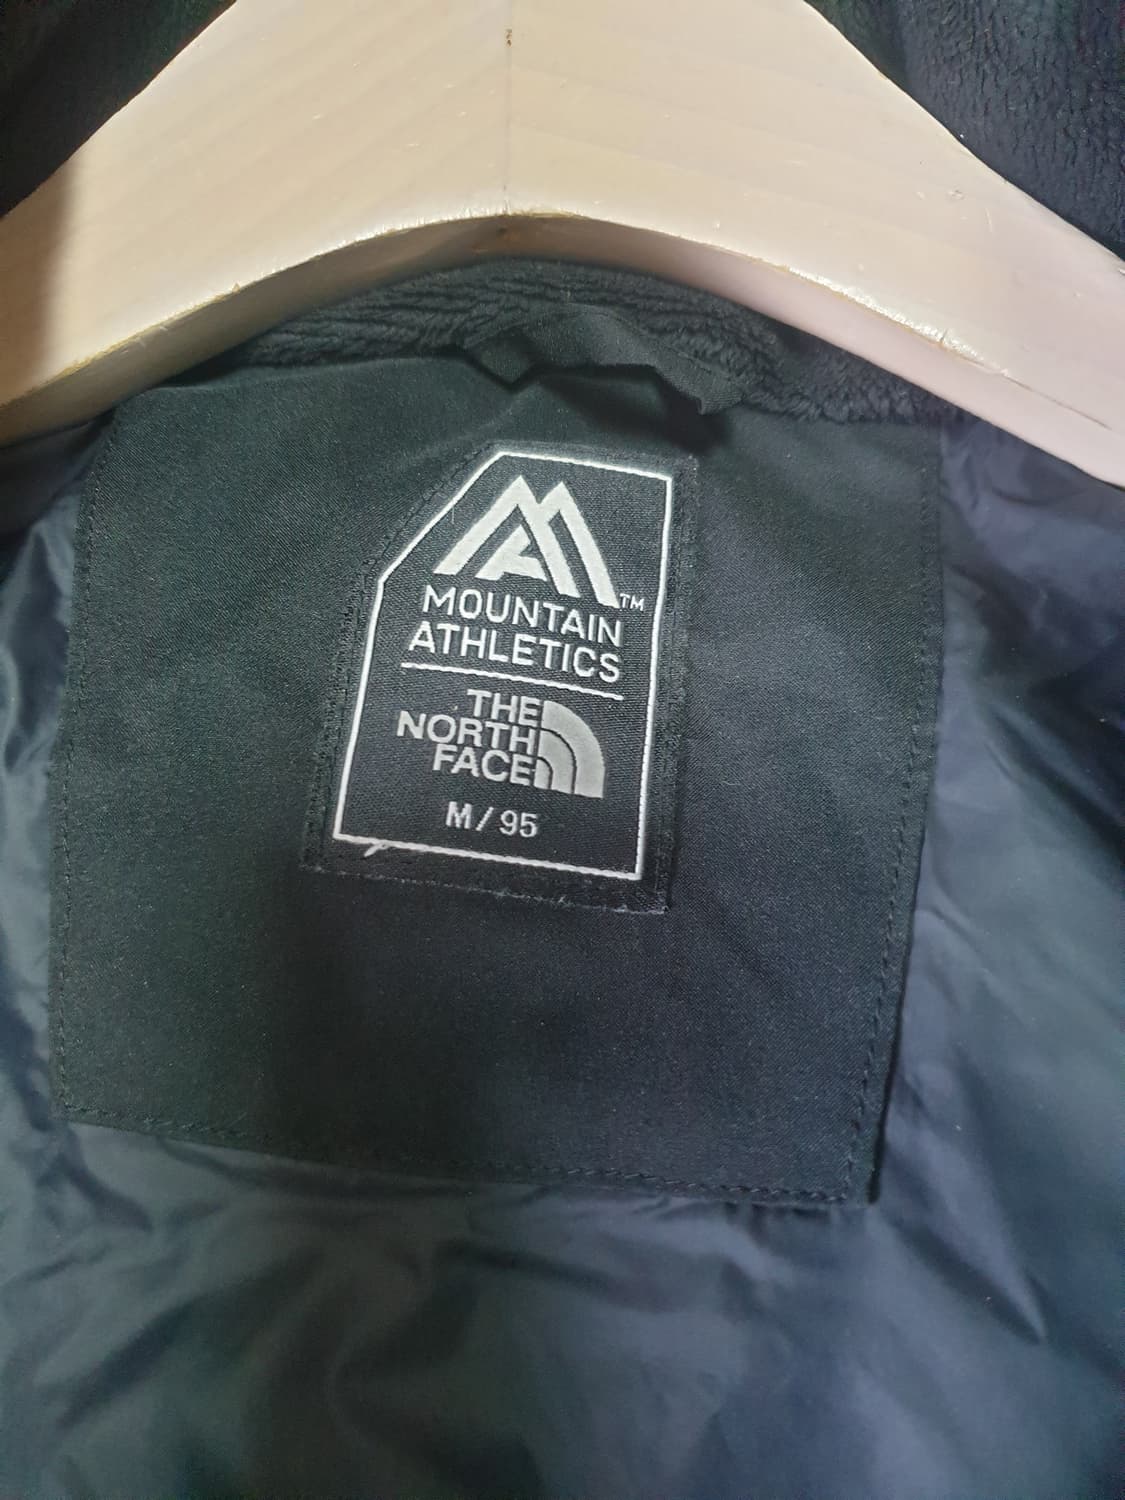 MOUNTAIN™
ATHLETICS
THE
NORTH
FACE
M/95